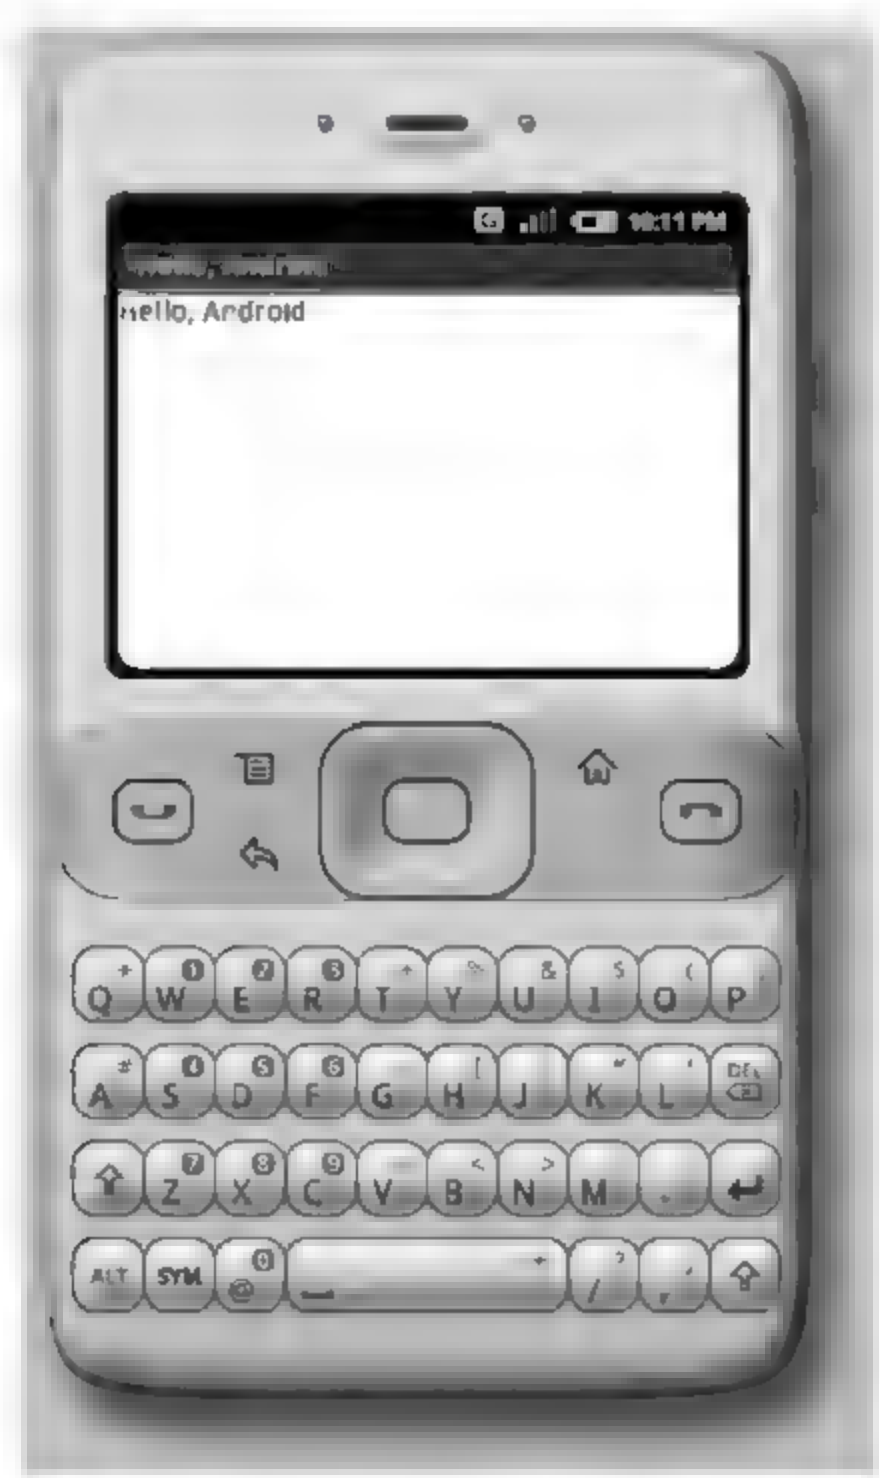 G 10:11 PM
Hello, Android
Q W E R T Y U I O P
A S D F G H J K L DEL
Z X C V B N M .
ALT SYM @ / ,